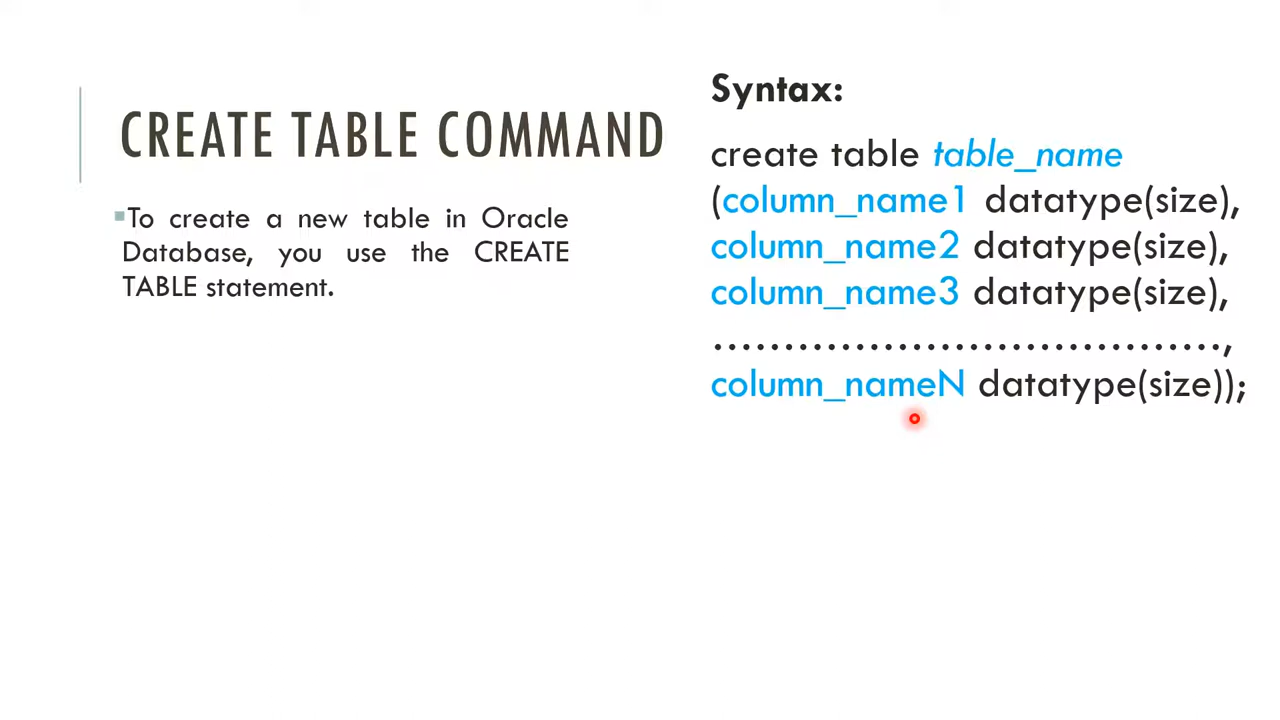 CREATE TABLE COMMAND
▪To create a new table in Oracle
Database, you use the CREATE
TABLE statement.
Syntax:
create table table_name
(column_name1 datatype(size),
column_name2 datatype(size),
column_name3 datatype(size),
………………………………,
column_nameN datatype(size));